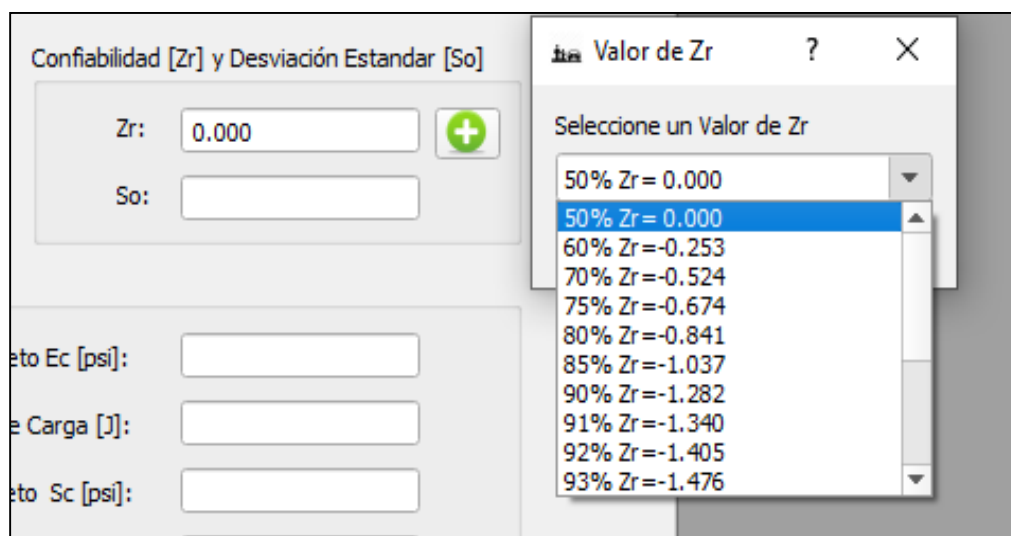 Confiabilidad [Zr] y Desviación Estandar [So]
Zr: 0.000
So:
eto Ec [psi]:
e Carga [J]:
eto Sc [psi]:
Valor de Zr ?
Seleccione un Valor de Zr
50% Zr= 0.000
50% Zr= 0.000
60% Zr=-0.253
70% Zr=-0.524
75% Zr=-0.674
80% Zr=-0.841
85% Zr=-1.037
90% Zr=-1.282
91% Zr=-1.340
92% Zr=-1.405
93% Zr=-1.476